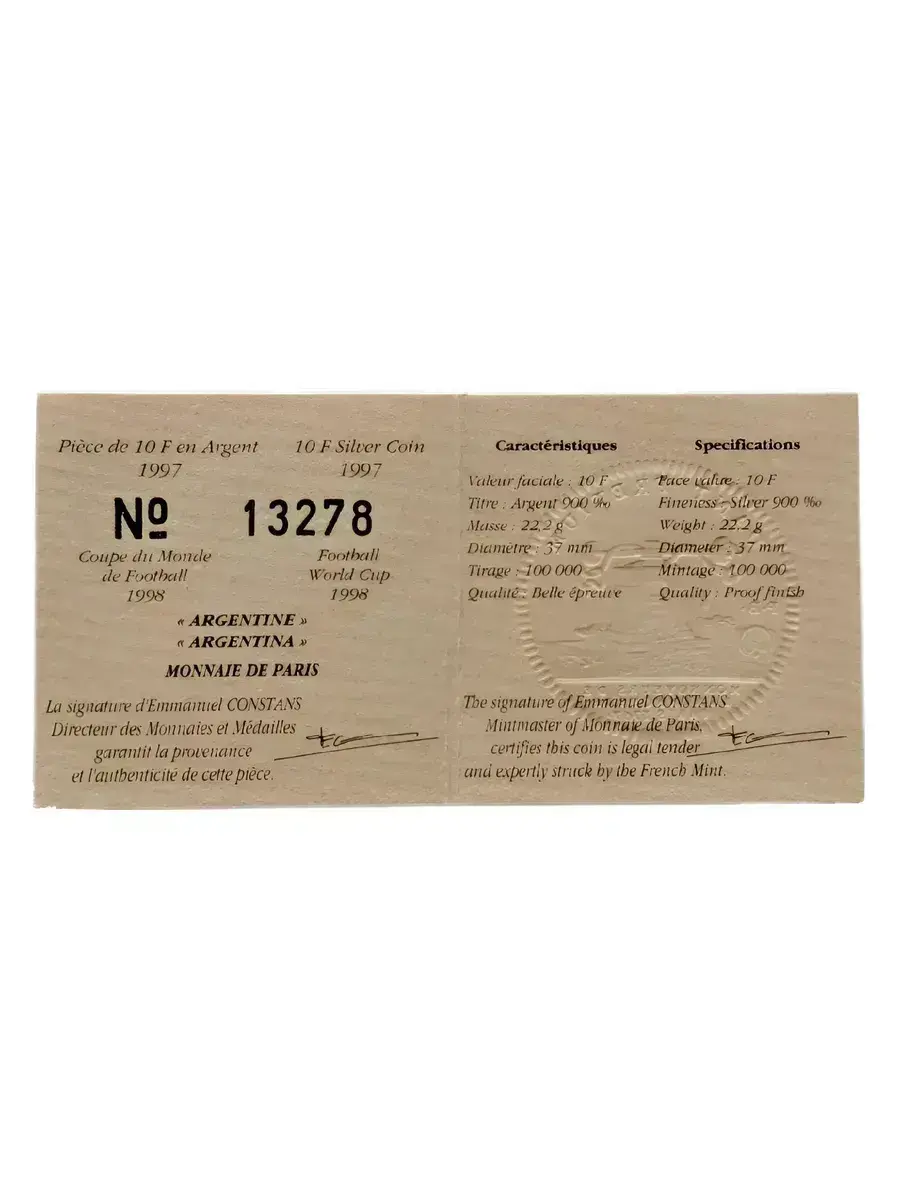 Pièce de 10 F en Argent
1997
10 F Silver Coin
1997
Nº 13278
Coupe du Monde
de Football
1998
Football
World Cup
1998
« ARGENTINE »
« ARGENTINA »
MONNAIE DE PARIS
La signature d'Emmanuel CONSTANS
Directeur des Monnaies et Médailles
garantit la provenance
et l'authenticité de cette pièce.
Caractéristiques
Valeur faciale : 10 F
Titre : Argent 900 ‰
Masse : 22,2 g
Diamètre : 37 mm
Tirage : 100 000
Qualité : Belle épreuve
Specifications
Face value : 10 F
Fineness : Silver 900 ‰
Weight : 22,2 g
Diameter : 37 mm
Mintage : 100 000
Quality : Proof finish
The signature of Emmanuel CONSTANS
Mintmaster of Monnaie de Paris,
certifies this coin is legal tender
and expertly struck by the French Mint.